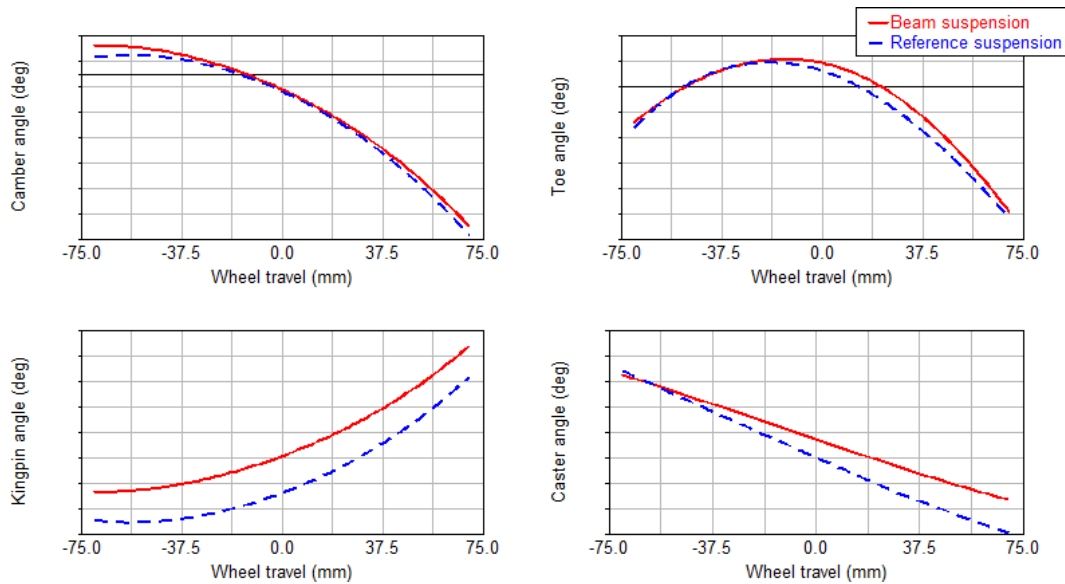 Beam suspension
Reference suspension
Camber angle (deg)
-75.0 -37.5 0.0 37.5 75.0
Wheel travel (mm)
Toe angle (deg)
-75.0 -37.5 0.0 37.5 75.0
Wheel travel (mm)
Kingpin angle (deg)
-75.0 -37.5 0.0 37.5 75.0
Wheel travel (mm)
Caster angle (deg)
-75.0 -37.5 0.0 37.5 75.0
Wheel travel (mm)